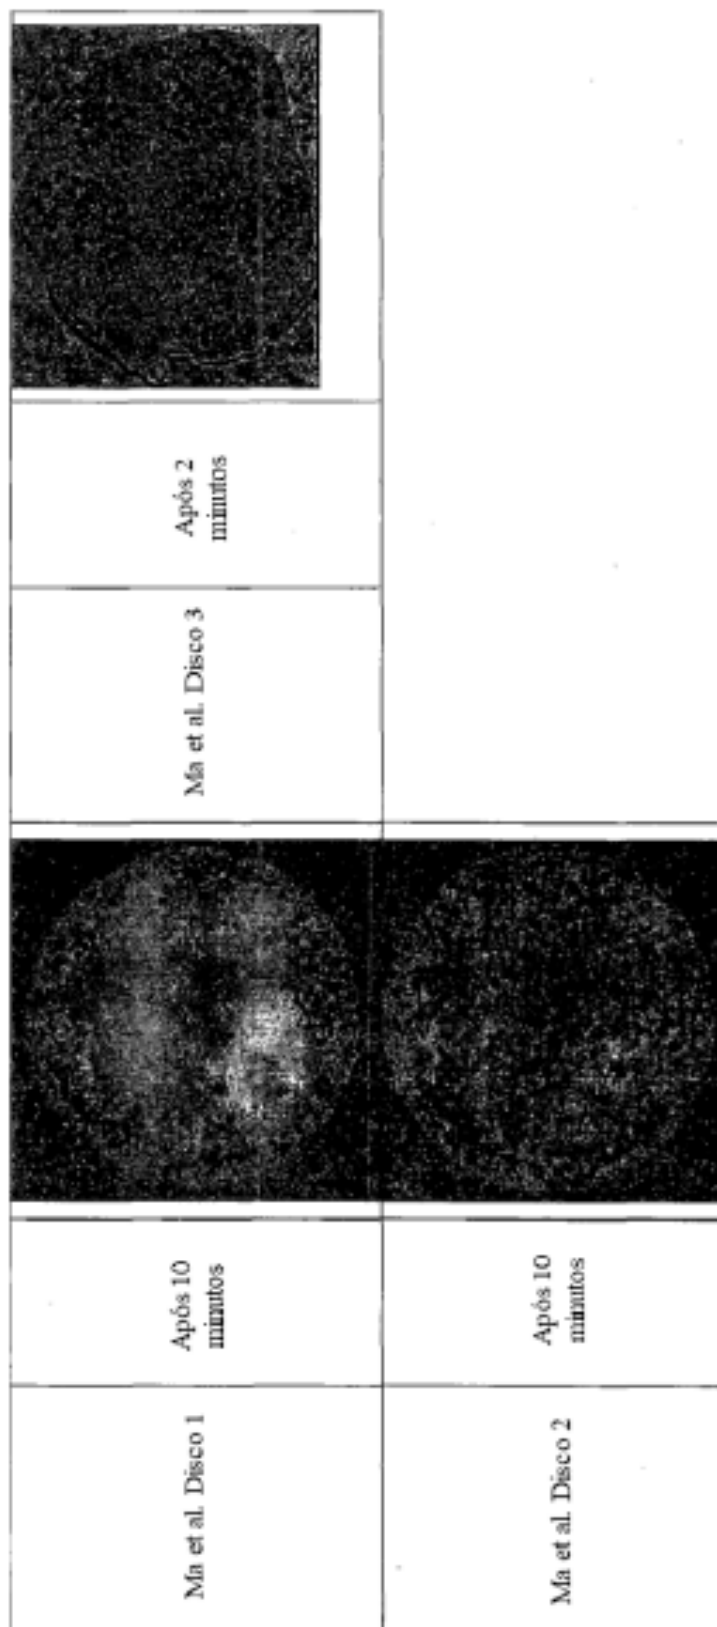 Ma et al. Disco 1
Após 10
minutos
Ma et al. Disco 3
Após 2
minutos
Ma et al. Disco 2
Após 10
minutos